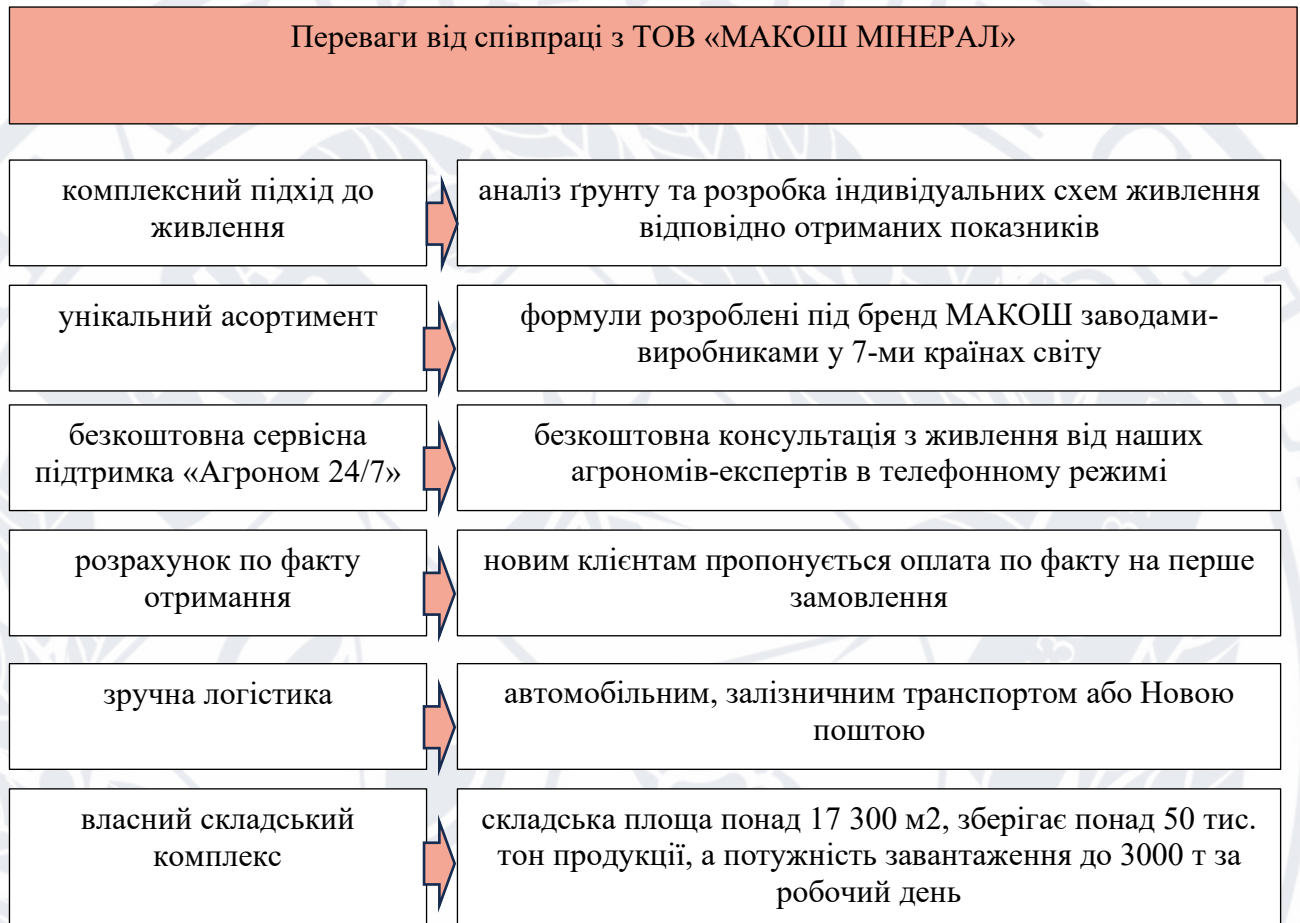 Переваги від співпраці з ТОВ «МАКОШ МІНЕРАЛ»
комплексний підхід до
живлення
аналіз ґрунту та розробка індивідуальних схем живлення
відповідно отриманих показників
унікальний асортимент
формули розроблені під бренд МАКОШ заводами-
виробниками у 7-ми країнах світу
безкоштовна сервісна
підтримка «Агроном 24/7»
безкоштовна консультація з живлення від наших
агрономів-експертів в телефонному режимі
розрахунок по факту
отримання
новим клієнтам пропонується оплата по факту на перше
замовлення
зручна логістика
автомобільним, залізничним транспортом або Новою
поштою
власний складський
комплекс
складська площа понад 17 300 м2, зберігає понад 50 тис.
тон продукції, а потужність завантаження до 3000 т за
робочий день